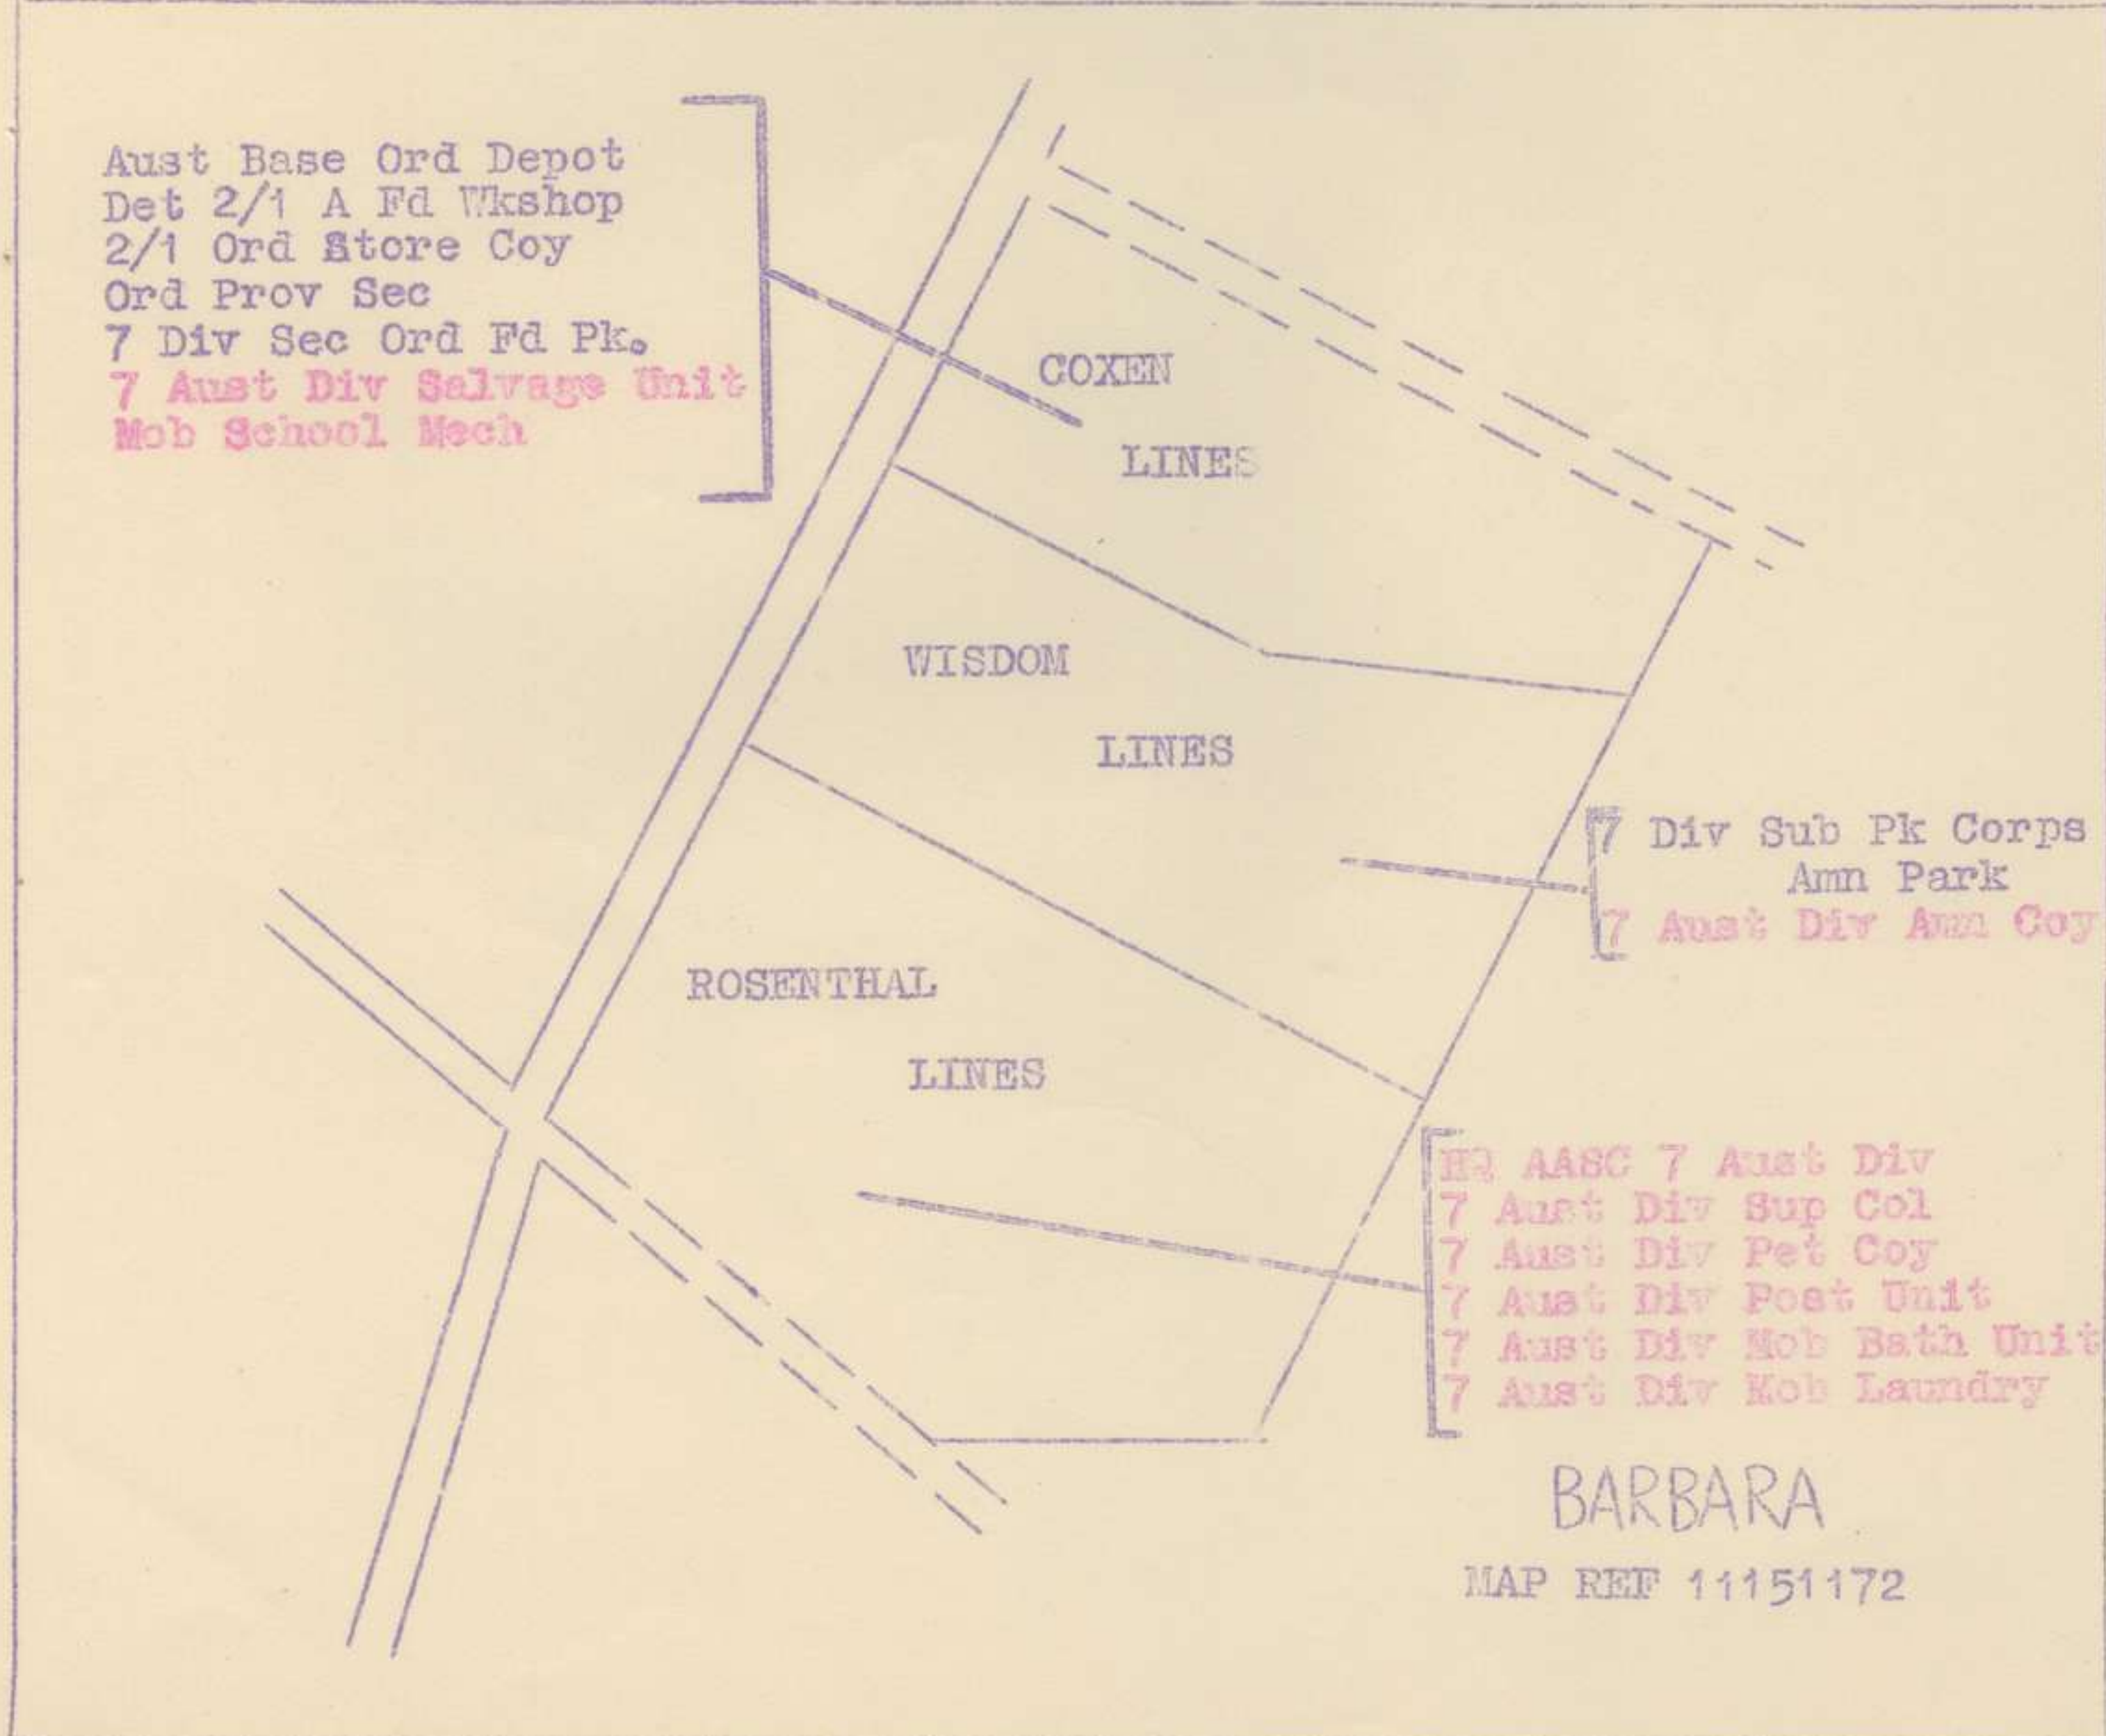 Aust Base Ord Depot
Det 2/1 A Fd Wkshop
2/1 Ord Store Coy
Ord Prov Sec
7 Div Sec Ord Fd Pk.
7 Aust Div Salvage Unit
Mob School Mech
COXEN
LINES
WISDOM
LINES
7 Div Sub Pk Corps
Amn Park
7 Aust Div Amn Coy
ROSENTHAL
LINES
HQ AASC 7 Aust Div
7 Aust Div Sup Col
7 Aust Div Pet Coy
7 Aust Div Post Unit
7 Aust Div Mob Bath Unit
7 Aust Div Mob Laundry
BARBARA
MAP REF 11151172